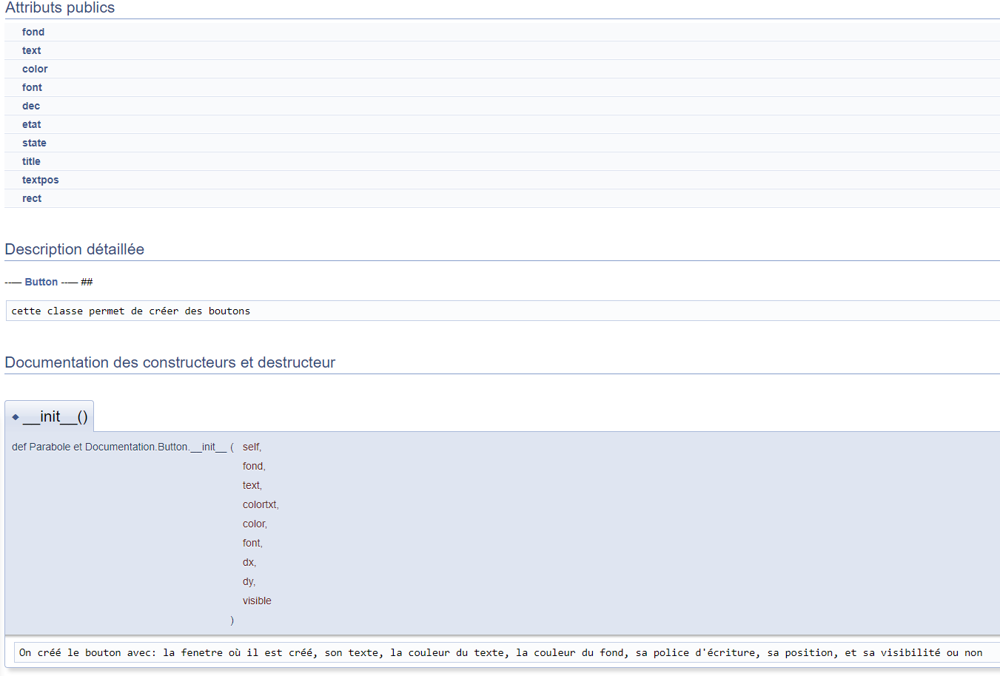 Attributs publics
fond
text
color
font
dec
etat
state
title
textpos
rect
Description détaillée
-–— Button -–— ##
cette classe permet de créer des boutons
Documentation des constructeurs et destructeur
◆ __init__()
def Parabole et Documentation.Button.__init__ ( self,
fond,
text,
colortxt,
color,
font,
dx,
dy,
visible
)
On créé le bouton avec: la fenetre où il est créé, son texte, la couleur du texte, la couleur du fond, sa police d'écriture, sa position, et sa visibilité ou non